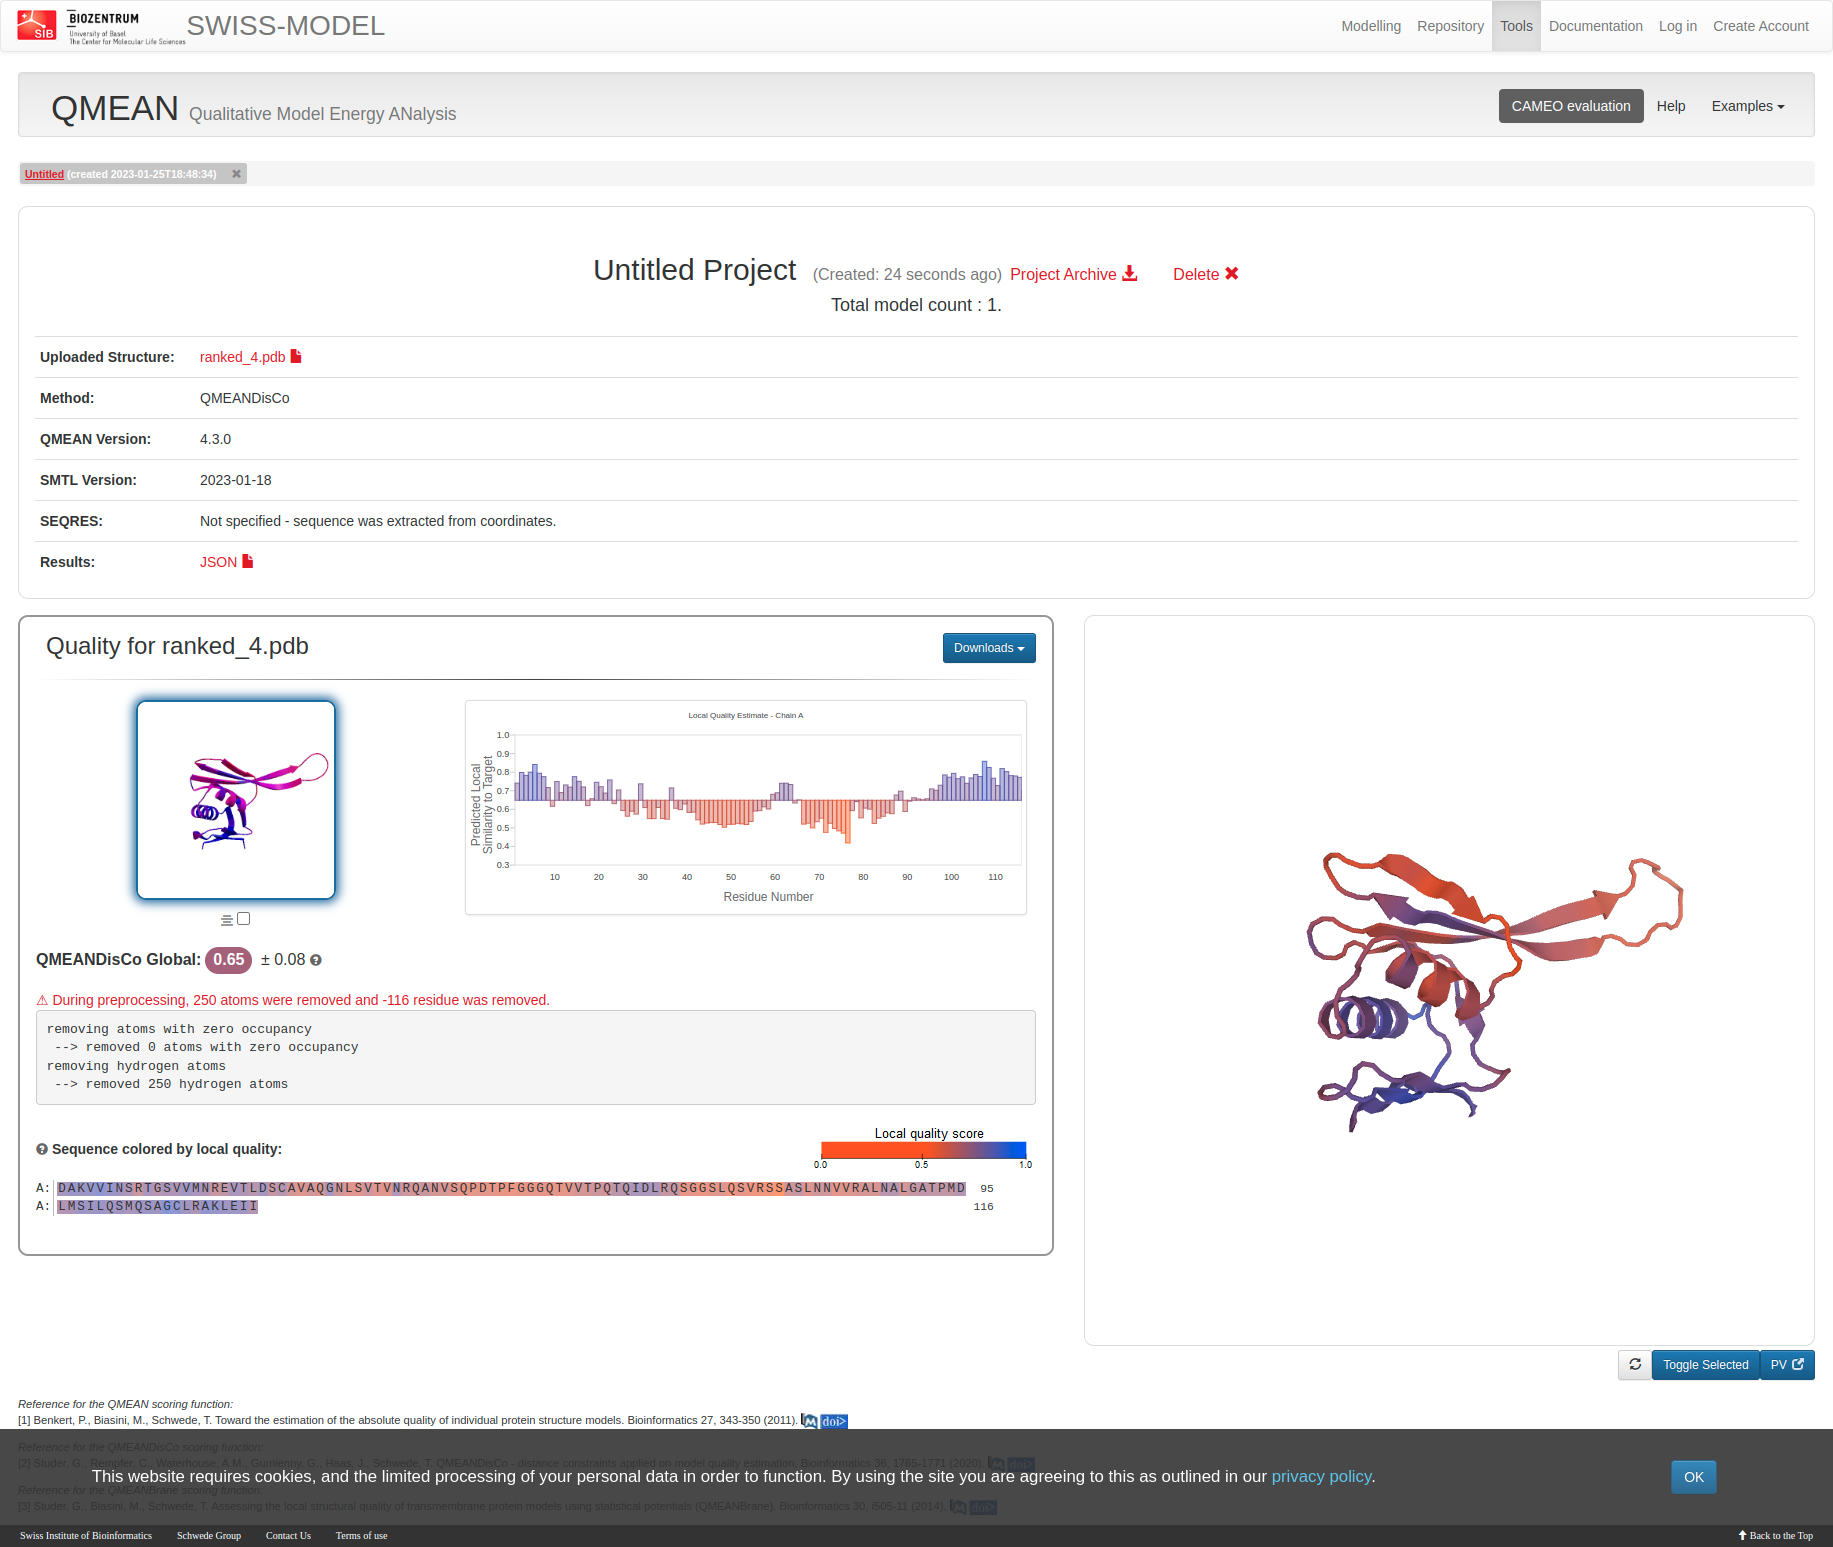 SIB
BIOZENTRUM
University of Basel
The Center for Molecular Life Sciences
SWISS-MODEL
Modelling Repository Tools Documentation Log in Create Account
QMEAN Qualitative Model Energy ANalysis
CAMEO evaluation Help Examples
Untitled (created 2023-01-25T18:48:34) ✖
Untitled Project (Created: 24 seconds ago) Project Archive Delete ✖
Total model count : 1.
Uploaded Structure: ranked_4.pdb
Method: QMEANDisCo
QMEAN Version: 4.3.0
SMTL Version: 2023-01-18
SEQRES: Not specified - sequence was extracted from coordinates.
Results: JSON
Quality for ranked_4.pdb
Downloads
Local Quality Estimate - Chain A
Predicted Local
Similarity to Target
1.0
0.9
0.8
0.7
0.6
0.5
0.4
0.3
10 20 30 40 50 60 70 80 90 100 110
Residue Number
QMEANDisCo Global: 0.65 ± 0.08
⚠ During preprocessing, 250 atoms were removed and -116 residue was removed.
removing atoms with zero occupancy
--> removed 0 atoms with zero occupancy
removing hydrogen atoms
--> removed 250 hydrogen atoms
Sequence colored by local quality:
Local quality score
0.0 0.5 1.0
A: DAKVVINSRTGSVVMNREVTLDSCAVAQGNLSVTVNRQANVSQPDTPFGGGQTVVTPQTQIDLRQSGGSLQSVRSSASLNNVVRALNALGATPMD 95
A: LMSILQSMQSAGCLRAKLEII 116
Toggle Selected PV
Reference for the QMEAN scoring function:
[1] Benkert, P., Biasini, M., Schwede, T. Toward the estimation of the absolute quality of individual protein structure models. Bioinformatics 27, 343-350 (2011). M doi>
Reference for the QMEANDisCo scoring function:
[2] Studer, G., Rempfer, C., Waterhouse, A.M., Gumienny, G., Haas, J., Schwede, T. QMEANDisCo - distance constraints applied on model quality estimation. Bioinformatics 36, 1765-1771 (2020). M doi>
This website requires cookies, and the limited processing of your personal data in order to function. By using the site you are agreeing to this as outlined in our privacy policy.
OK
Reference for the QMEANBrane scoring function:
[3] Studer, G., Biasini, M., Schwede, T. Assessing the local structural quality of transmembrane protein models using statistical potentials (QMEANBrane). Bioinformatics 30, i505-11 (2014). M doi>
Swiss Institute of Bioinformatics Schwede Group Contact Us Terms of use
Back to the Top